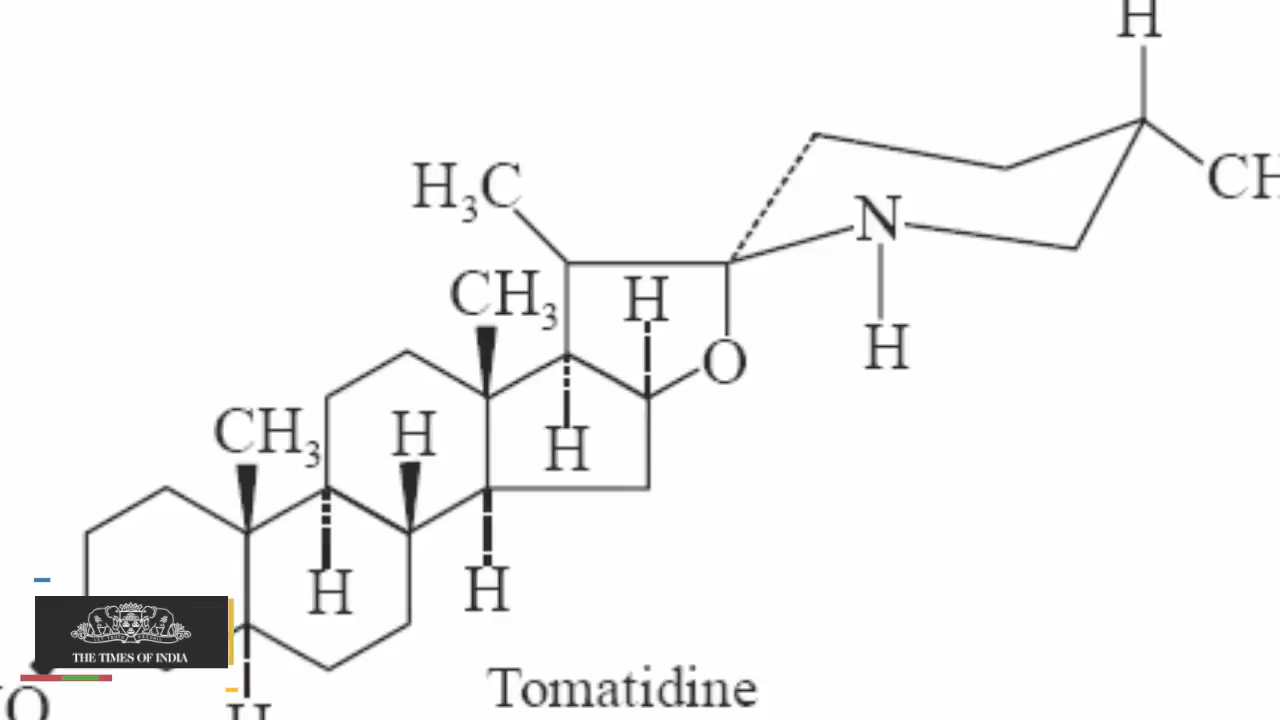 H
H₃C
CH
N
CH₃
H
O
H
CH₃
H
H
H
H
THE TIMES OF INDIA
O
H
Tomatidine